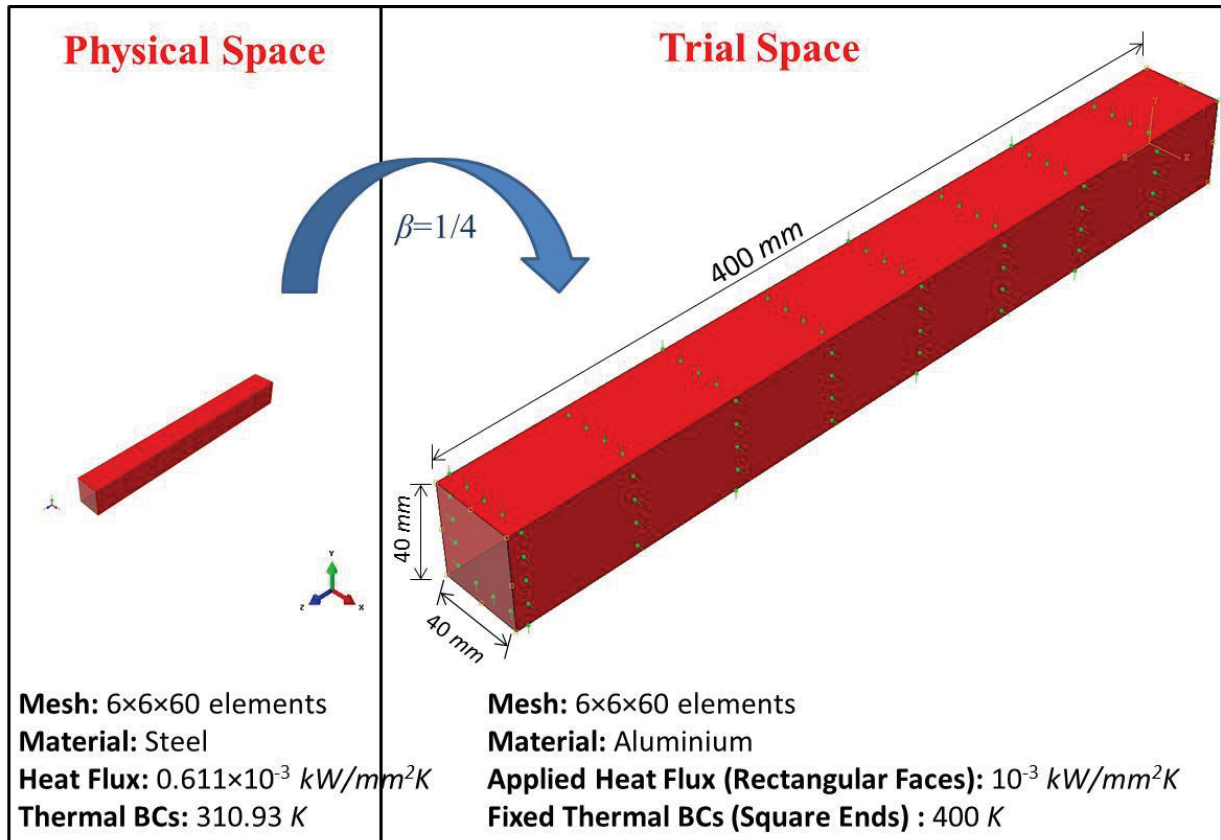 Physical Space
β=1/4
Y
Z
X
Mesh: 6×6×60 elements
Material: Steel
Heat Flux: 0.611×10⁻³ kW/mm²K
Thermal BCs: 310.93 K
Trial Space
400 mm
Y
Z
X
40 mm
40 mm
Mesh: 6×6×60 elements
Material: Aluminium
Applied Heat Flux (Rectangular Faces): 10⁻³ kW/mm²K
Fixed Thermal BCs (Square Ends) : 400 K